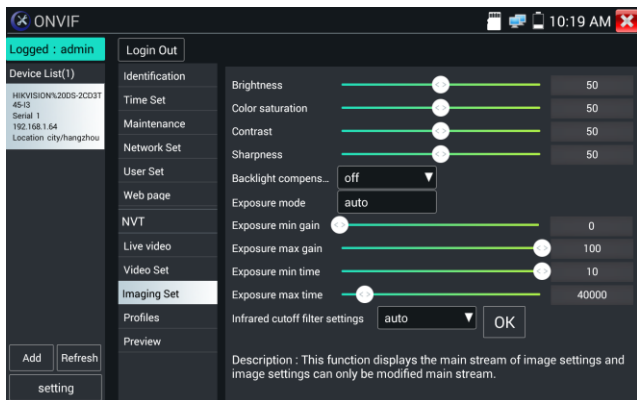 ONVIF
10:19 AM
Logged : admin
Login Out
Device List(1)
HIKVISION%20DS-2CD3T
45-I3
Serial 1
192.168.1.64
Location city/hangzhou
Add
Refresh
setting
Identification
Time Set
Maintenance
Network Set
User Set
Web page
NVT
Live video
Video Set
Imaging Set
Profiles
Preview
Brightness 50
Color saturation 50
Contrast 50
Sharpness 50
Backlight compens... off
Exposure mode auto
Exposure min gain 0
Exposure max gain 100
Exposure min time 10
Exposure max time 40000
Infrared cutoff filter settings auto OK
Description : This function displays the main stream of image settings and
image settings can only be modified main stream.